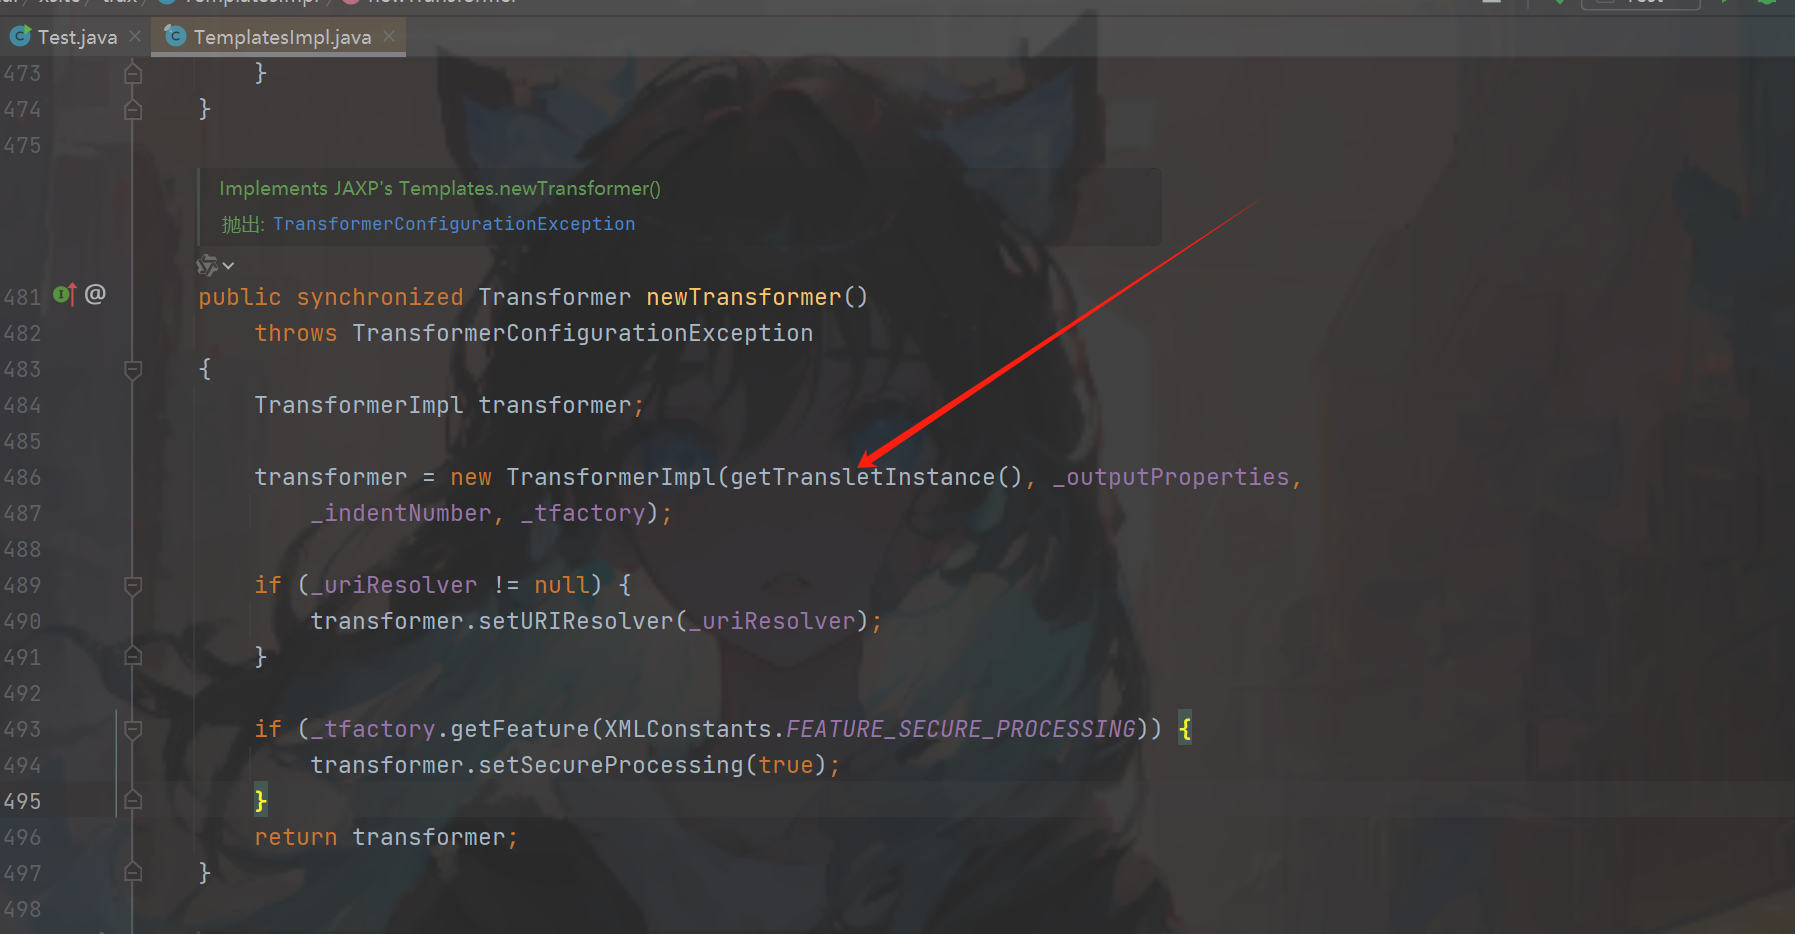 Test.java TemplatesImpl.java
473 }
474 }
475
Implements JAXP's Templates.newTransformer()
抛出: TransformerConfigurationException
481 @ public synchronized Transformer newTransformer()
482 throws TransformerConfigurationException
483 {
484 TransformerImpl transformer;
485
486 transformer = new TransformerImpl(getTransletInstance(), _outputProperties,
487 _indentNumber, _tfactory);
488
489 if (_uriResolver != null) {
490 transformer.setURIResolver(_uriResolver);
491 }
492
493 if (_tfactory.getFeature(XMLConstants.FEATURE_SECURE_PROCESSING)) {
494 transformer.setSecureProcessing(true);
495 }
496 return transformer;
497 }
498